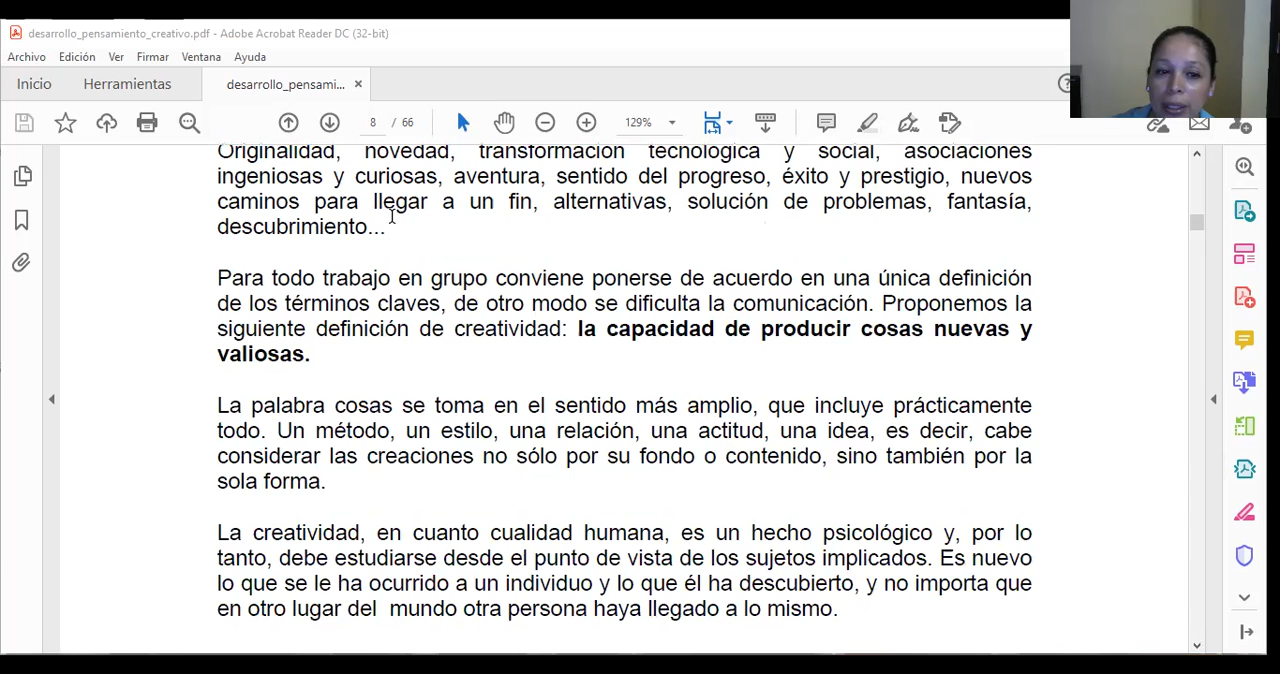 desarrollo_pensamiento_creativo.pdf - Adobe Acrobat Reader DC (32-bit)
Archivo Edición Ver Firmar Ventana Ayuda
Inicio Herramientas desarrollo_pensami...
8 / 66 129%
Originalidad, novedad, transformación tecnológica y social, asociaciones
ingeniosas y curiosas, aventura, sentido del progreso, éxito y prestigio, nuevos
caminos para llegar a un fin, alternativas, solución de problemas, fantasía,
descubrimiento...
Para todo trabajo en grupo conviene ponerse de acuerdo en una única definición
de los términos claves, de otro modo se dificulta la comunicación. Proponemos la
siguiente definición de creatividad: la capacidad de producir cosas nuevas y
valiosas.
La palabra cosas se toma en el sentido más amplio, que incluye prácticamente
todo. Un método, un estilo, una relación, una actitud, una idea, es decir, cabe
considerar las creaciones no sólo por su fondo o contenido, sino también por la
sola forma.
La creatividad, en cuanto cualidad humana, es un hecho psicológico y, por lo
tanto, debe estudiarse desde el punto de vista de los sujetos implicados. Es nuevo
lo que se le ha ocurrido a un individuo y lo que él ha descubierto, y no importa que
en otro lugar del mundo otra persona haya llegado a lo mismo.